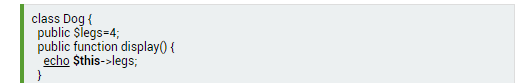 class Dog {
public $legs=4;
public function display() {
echo $this->legs;
}